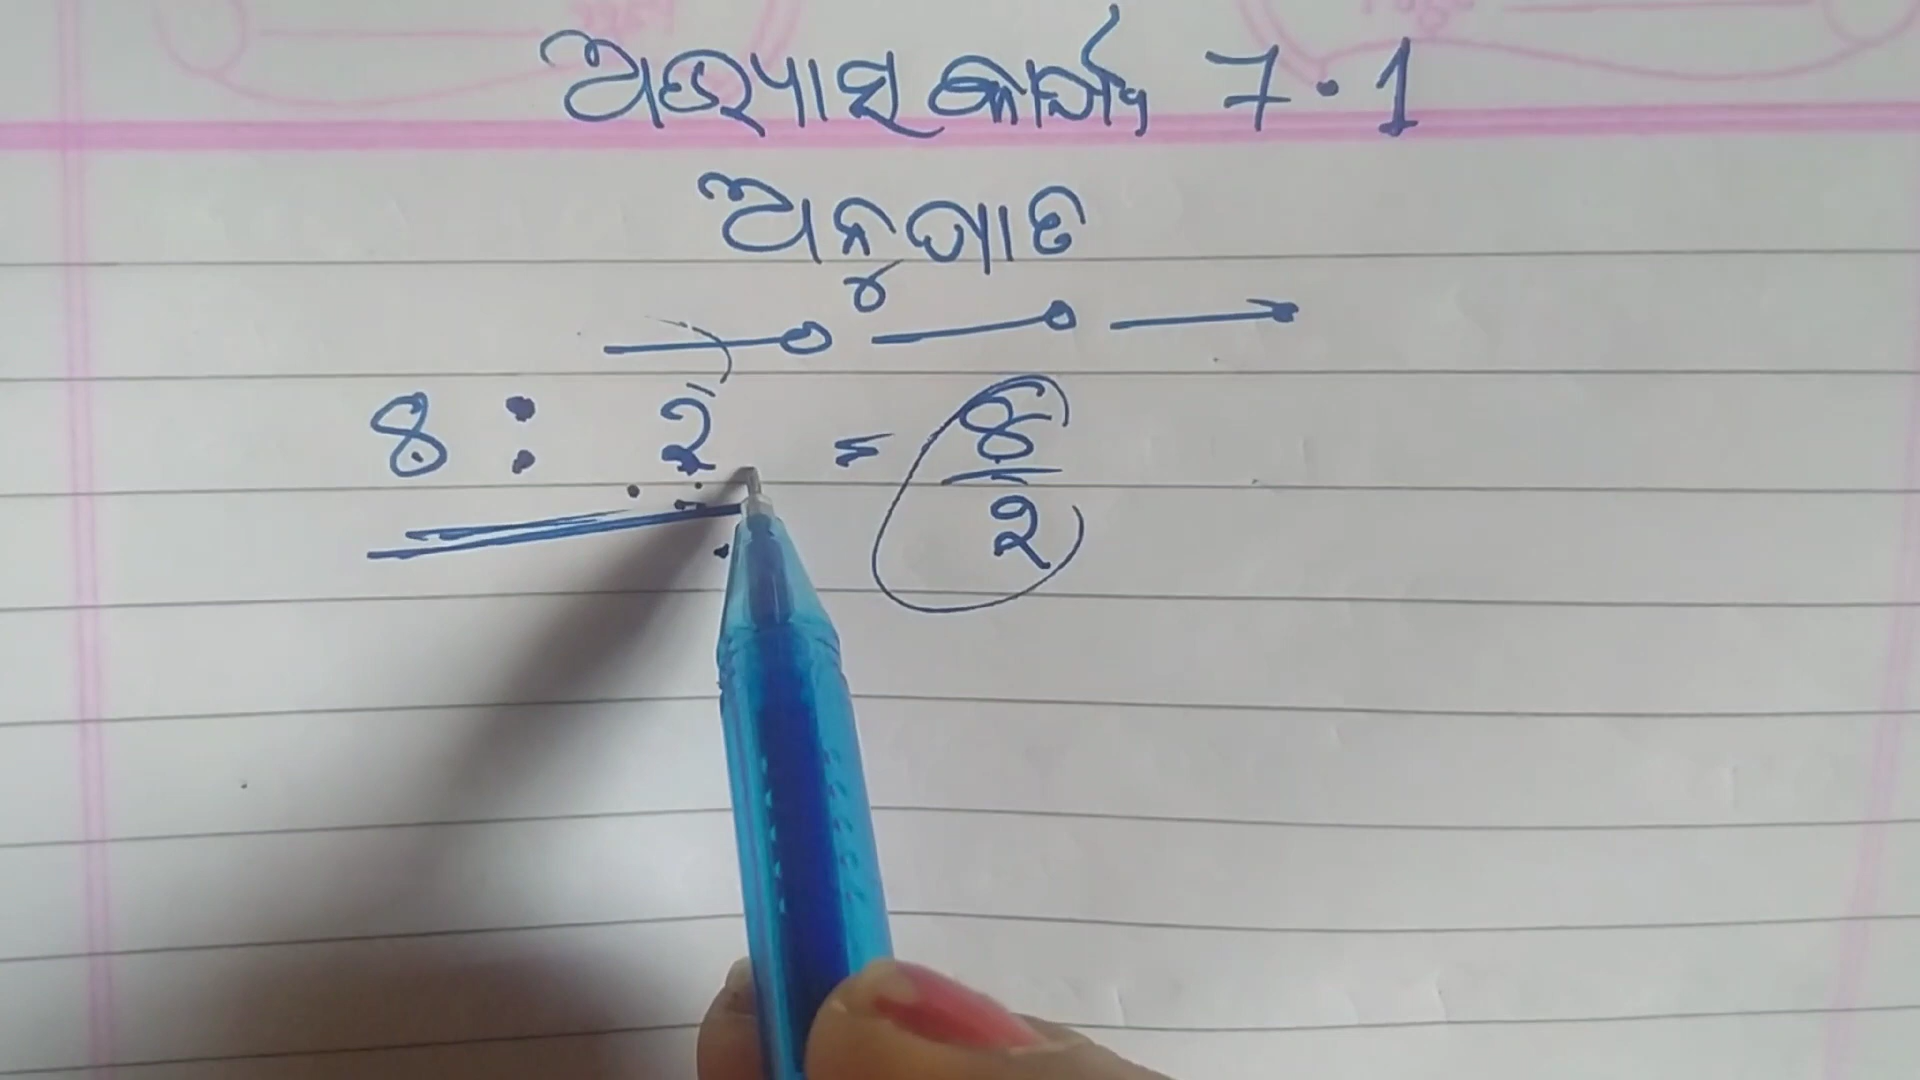 ଅଭ୍ୟାସ କାର୍ଯ୍ୟ 7.1
ଅନୁପାତ
୪ : ୨ = ୪/୨